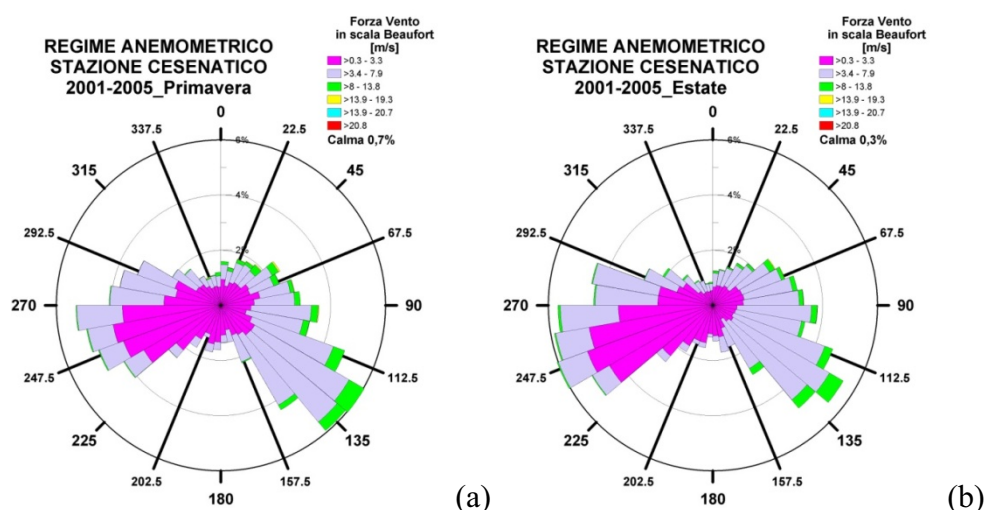 REGIME ANEMOMETRICO
STAZIONE CESENATICO
2001-2005_Primavera
Forza Vento
in scala Beaufort
[m/s]
>0.3 - 3.3
>3.4 - 7.9
>8 - 13.8
>13.9 - 19.3
>13.9 - 20.7
>20.8
Calma 0,7%
0
22.5
45
67.5
90
112.5
135
157.5
180
202.5
225
247.5
270
292.5
315
337.5
6%
4%
2%
(a)
REGIME ANEMOMETRICO
STAZIONE CESENATICO
2001-2005_Estate
Forza Vento
in scala Beaufort
[m/s]
>0.3 - 3.3
>3.4 - 7.9
>8 - 13.8
>13.9 - 19.3
>13.9 - 20.7
>20.8
Calma 0,3%
0
22.5
45
67.5
90
112.5
135
157.5
180
202.5
225
247.5
270
292.5
315
337.5
6%
4%
2%
(b)